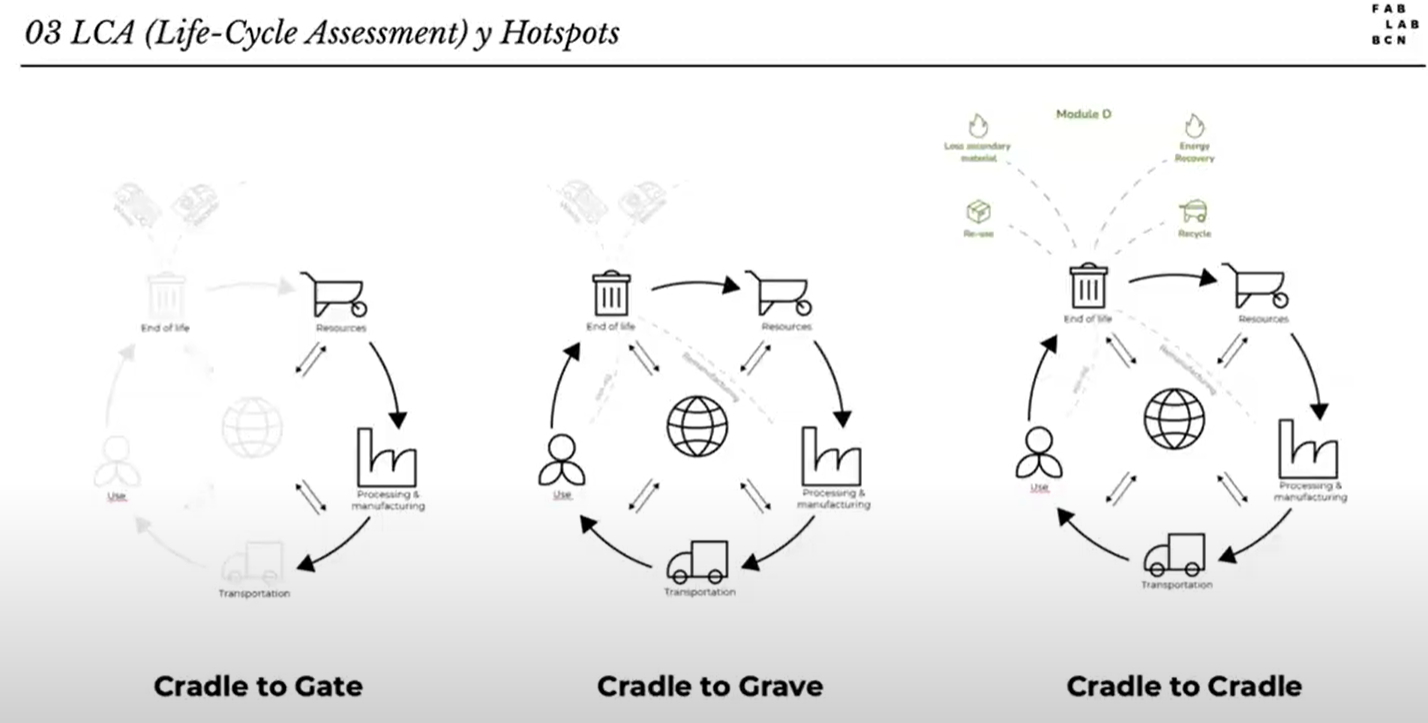 03 LCA (Life-Cycle Assessment) y Hotspots
FAB
LAB
BCN
End of life
Resources
Use
Processing &
manufacturing
Transportation
Cradle to Gate
End of life
Resources
Remanufacturing
Use
Processing &
manufacturing
Transportation
Cradle to Grave
Module D
Less secondary
material
Energy
Recovery
Re-use
Recycle
End of life
Resources
Remanufacturing
Use
Processing &
manufacturing
Transportation
Cradle to Cradle